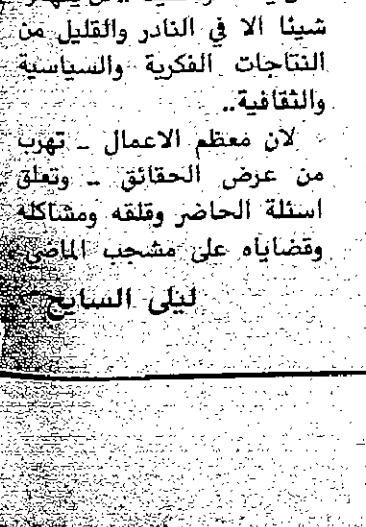 شيئا الا في النادر والقليل من
النتاجات الفكرية والسياسية
والثقافية..
لان معظم الاعمال ـ تهرب
من عرض الحقائق .. وتعلق
اسئلة الحاضر وقلقه ومشاكله
وقضاياه على مشجب الماضي.
ليلى السايح